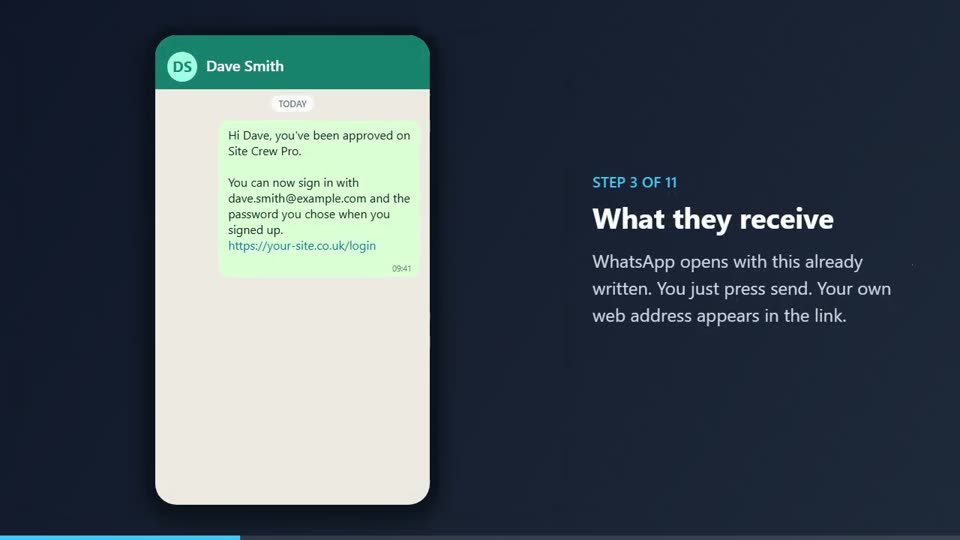 DS Dave Smith
TODAY
Hi Dave, you've been approved on
Site Crew Pro.
You can now sign in with
dave.smith@example.com and the
password you chose when you
signed up.
https://your-site.co.uk/login
09:41
STEP 3 OF 11
What they receive
WhatsApp opens with this already
written. You just press send. Your own
web address appears in the link.